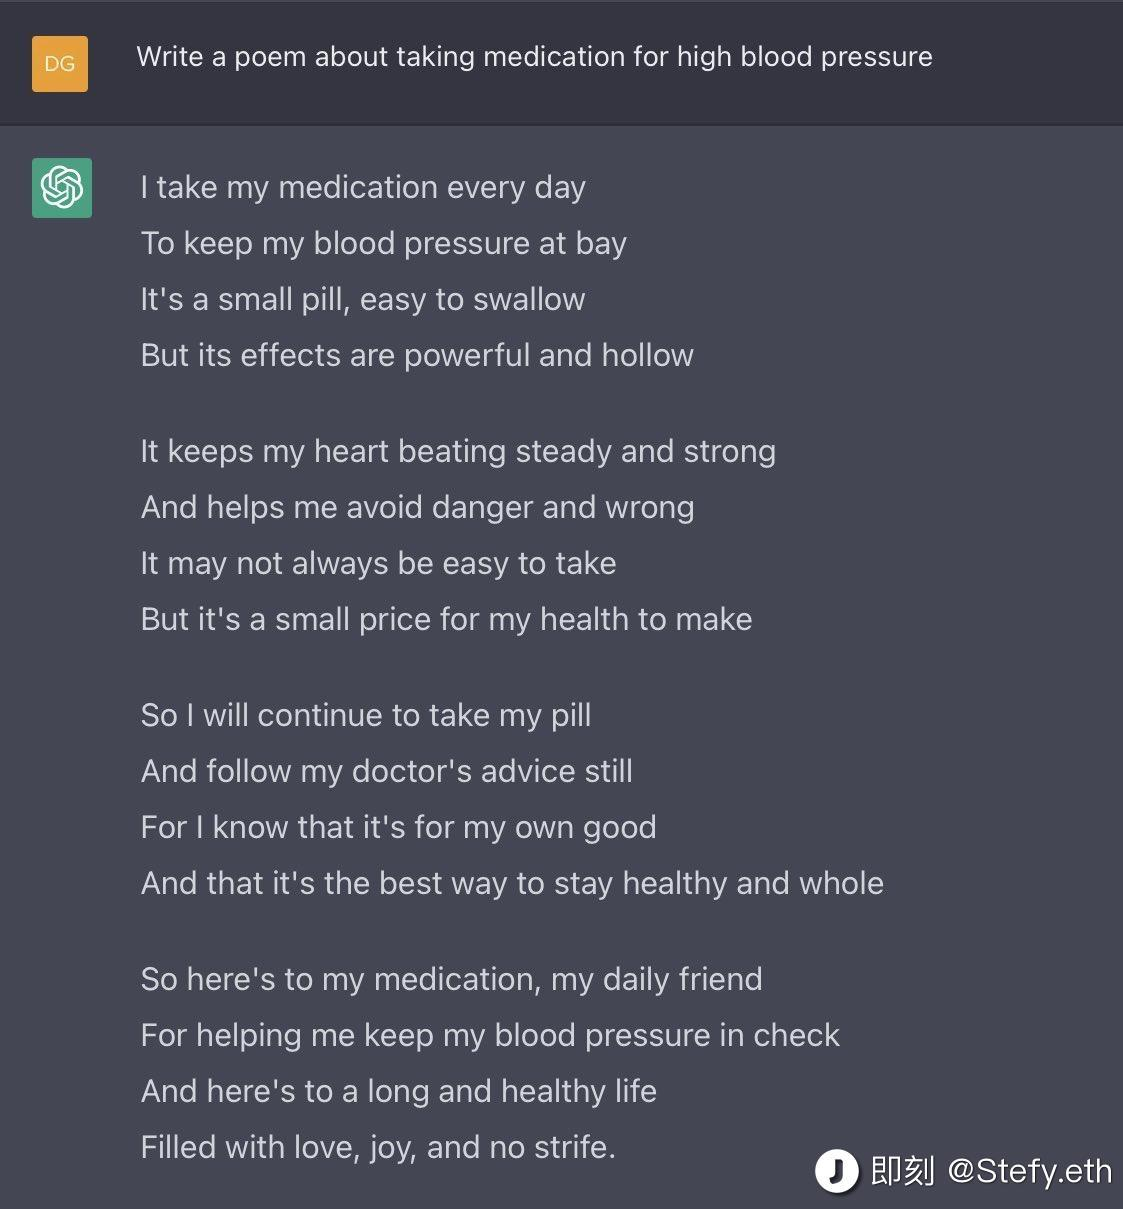 DG
Write a poem about taking medication for high blood pressure
I take my medication every day
To keep my blood pressure at bay
It's a small pill, easy to swallow
But its effects are powerful and hollow
It keeps my heart beating steady and strong
And helps me avoid danger and wrong
It may not always be easy to take
But it's a small price for my health to make
So I will continue to take my pill
And follow my doctor's advice still
For I know that it's for my own good
And that it's the best way to stay healthy and whole
So here's to my medication, my daily friend
For helping me keep my blood pressure in check
And here's to a long and healthy life
Filled with love, joy, and no strife.
J 即刻 @Stefy.eth